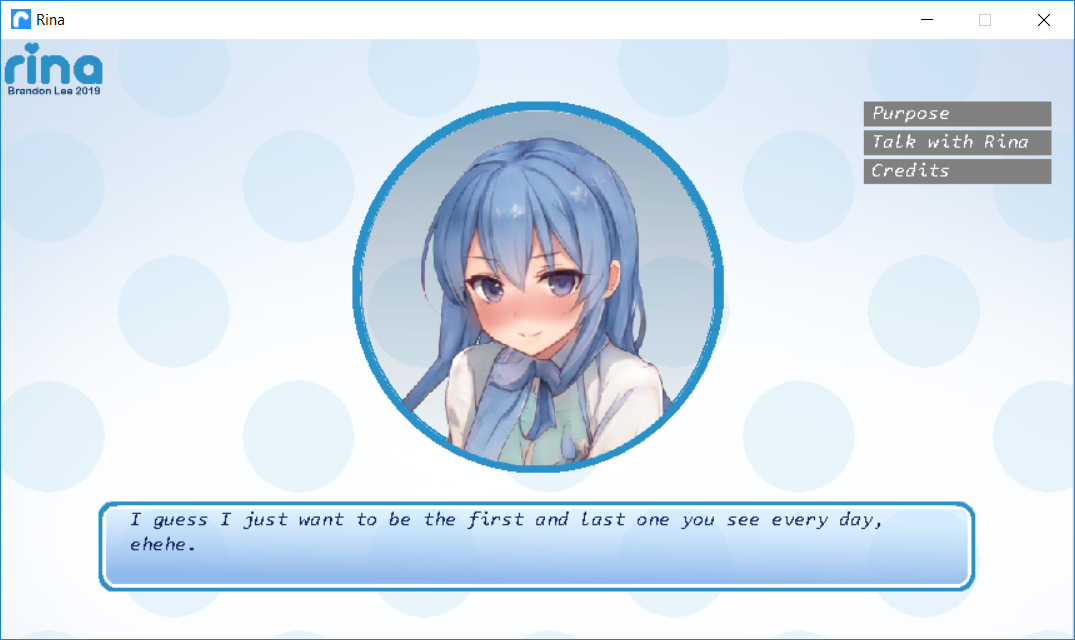 Rina
rina
Brandon Lee 2019
Purpose
Talk with Rina
Credits
I guess I just want to be the first and last one you see every day,
ehehe.